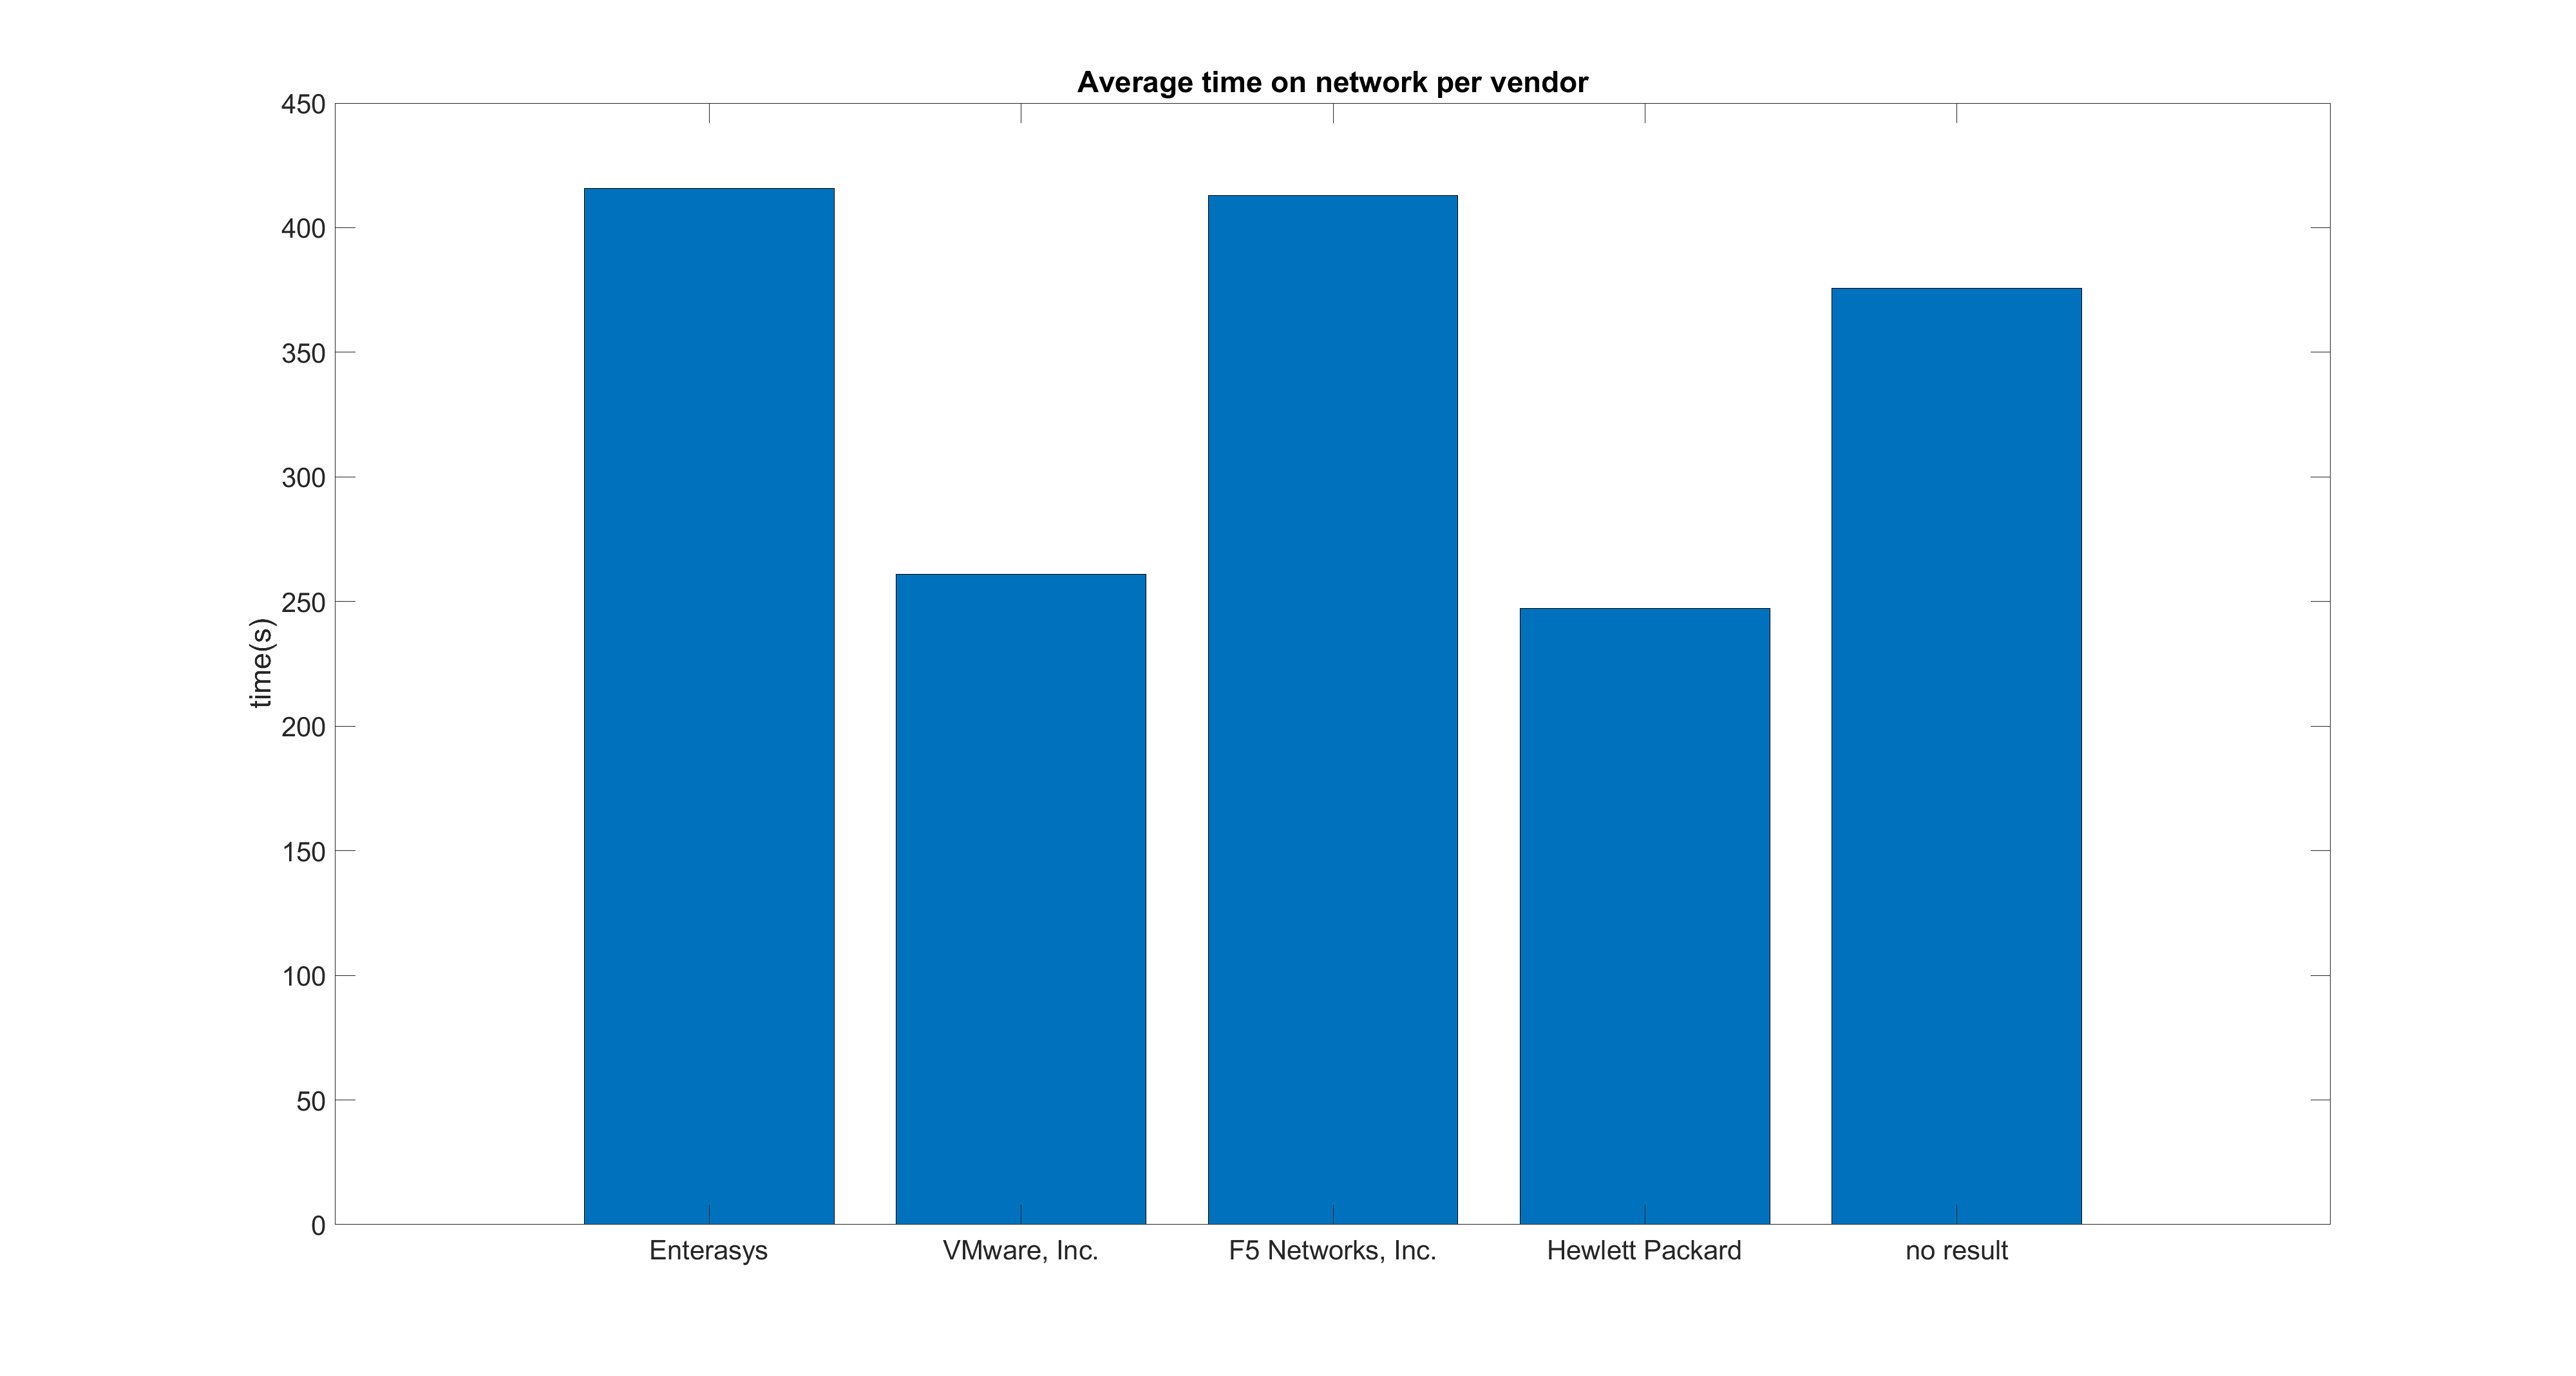 Average time on network per vendor
450
400
350
300
250
200
150
100
50
0
time(s)
Enterasys
VMware, Inc.
F5 Networks, Inc.
Hewlett Packard
no result